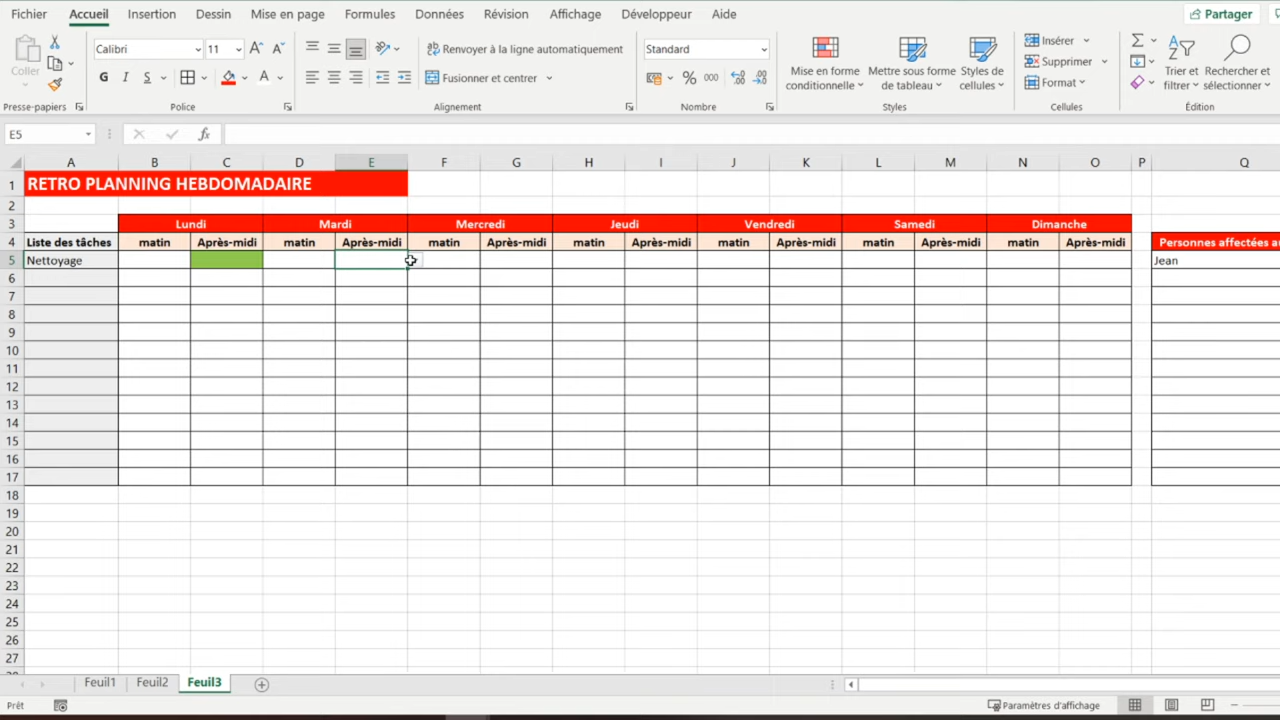 Fichier Accueil Insertion Dessin Mise en page Formules Données Révision Affichage Développeur Aide Partager
Coller Calibri 11 A A Renvoyer à la ligne automatiquement Standard Insérer Σ
Mise en forme conditionnelle Mettre sous forme de tableau Styles de cellules Supprimer Trier et filtrer Rechercher et sélectionner
G I S A Fusionner et centrer % 000 Format
Presse-papiers Police Alignement Nombre Styles Cellules Édition
E5 fx
A B C D E F G H I J K L M N O P Q
1 RETRO PLANNING HEBDOMADAIRE
2
3 Lundi Mardi Mercredi Jeudi Vendredi Samedi Dimanche
4 Liste des tâches matin Après-midi matin Après-midi matin Après-midi matin Après-midi matin Après-midi matin Après-midi matin Après-midi Personnes affectées
5 Nettoyage Jean
6
7
8
9
10
11
12
13
14
15
16
17
18
19
20
21
22
23
24
25
26
27
Feuil1 Feuil2 Feuil3
Prêt Paramètres d'affichage